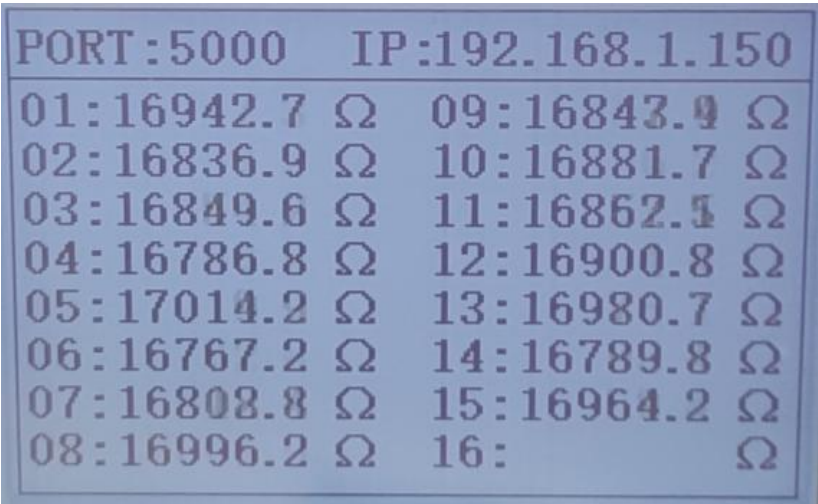 PORT:5000 IP:192.168.1.150
01:16942.7 Ω 09: Ω
02:16836.9 Ω 10:16881.7 Ω
03:16849.6 Ω 11: Ω
04:16786.8 Ω 12:16900.8 Ω
05:17014.2 Ω 13:16980.7 Ω
06:16767.2 Ω 14:16789.8 Ω
07:16808.8 Ω 15:16964.2 Ω
08:16996.2 Ω 16: Ω